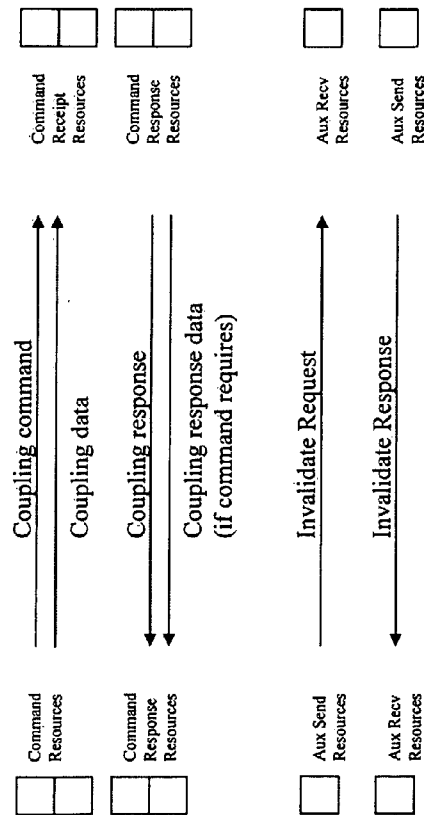 Command
Receipt
Resources
Command
Response
Resources
Aux Recv
Resources
Aux Send
Resources
Coupling command
Coupling data
Coupling response
Coupling response data
(if command requires)
Invalidate Request
Invalidate Response
Command
Resources
Command
Response
Resources
Aux Send
Resources
Aux Recv
Resources